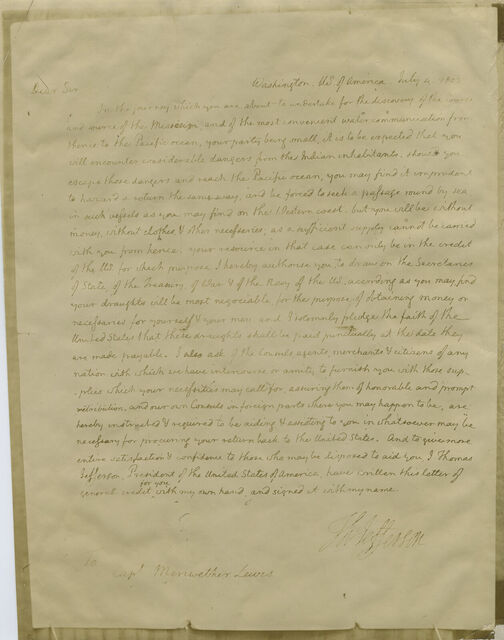 Washington. U.S. of America. July 4. 1803
Dear Sir
In the journey which you are about to undertake for the discovery of the course
and source of the Missouri, and of the most convenient water communication from
thence to the Pacific ocean, your party being small, it is to be expected that you
will encounter considerable dangers from the Indian inhabitants. should you
escape those dangers and reach the Pacific ocean, you may find it imprudent
to hazard a return the same way, and be forced to seek a passage round by sea,
in such vessels as you may find on the Western coast. but you will be without
money, without clothes & other necessaries; as a sufficient supply cannot be carried
with you from hence. your resource in that case can only be in the credit
of the U.S. for which purpose I hereby authorise you to draw on the Secretaries
of State, of the Treasury, of War & of the Navy of the U.S. according as you may find
your draughts will be most negociable, for the purpose of obtaining money or
necessaries for yourself & your men: and I solemnly pledge the faith of the
United States that these draughts shall be paid punctually at the date they
are made payable. I also ask of the Consuls, agents, merchants & citizens of any
nation with which we have intercourse or amity to furnish you with those sup-
-plies which your necessities may call for, assuring them of honorable and prompt
retribution. and our own Consuls in foreign parts where you may happen to be, are
hereby instructed & required to be aiding & assisting to you in whatsoever may be
necessary for procuring your return back to the United States. And to give more
entire satisfaction & confidence to those who may be disposed to aid you, I Thomas
Jefferson, President of the United States of America, have written this letter of
general credit for you with my own hand, and signed it with my name.
Th: Jefferson
To
Capt. Meriwether Lewis